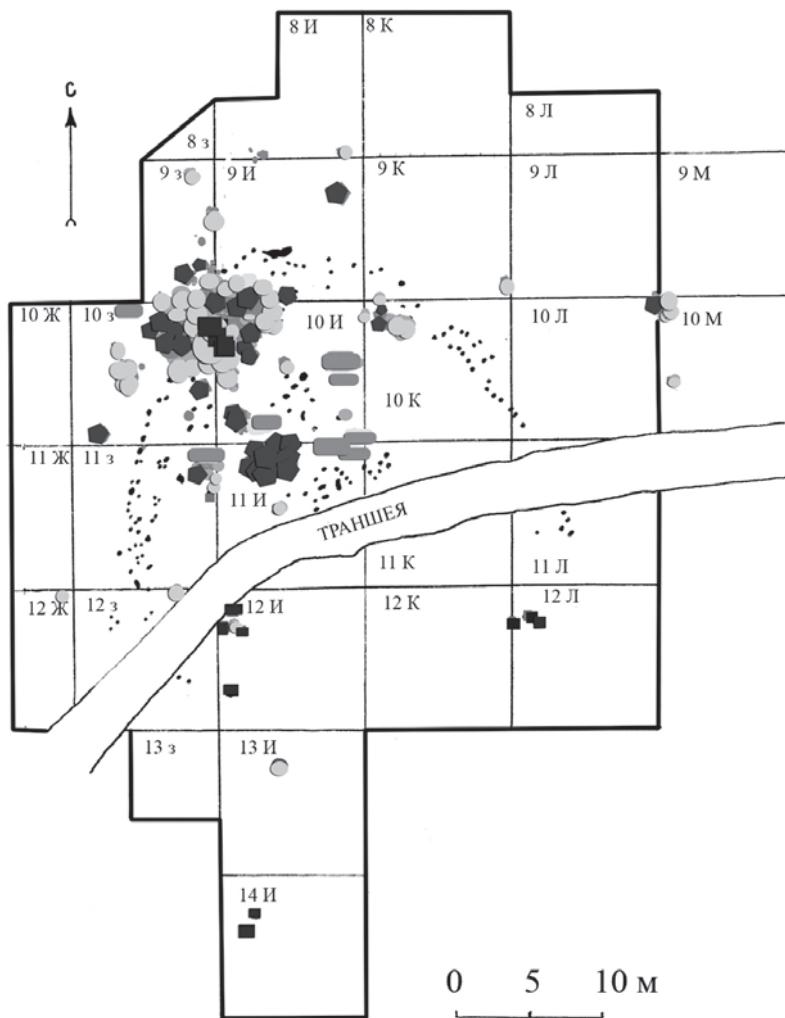 8 И 8 К
С
8 Л
8 з
9 з 9 И 9 К 9 Л 9 М
10 Ж 10 з 10 И 10 Л 10 М
10 К
11 Ж 11 з
11 И
ТРАНШЕЯ
11 К 11 Л
12 Ж 12 з 12 И 12 К 12 Л
13 з 13 И
14 И
0 5 10 м